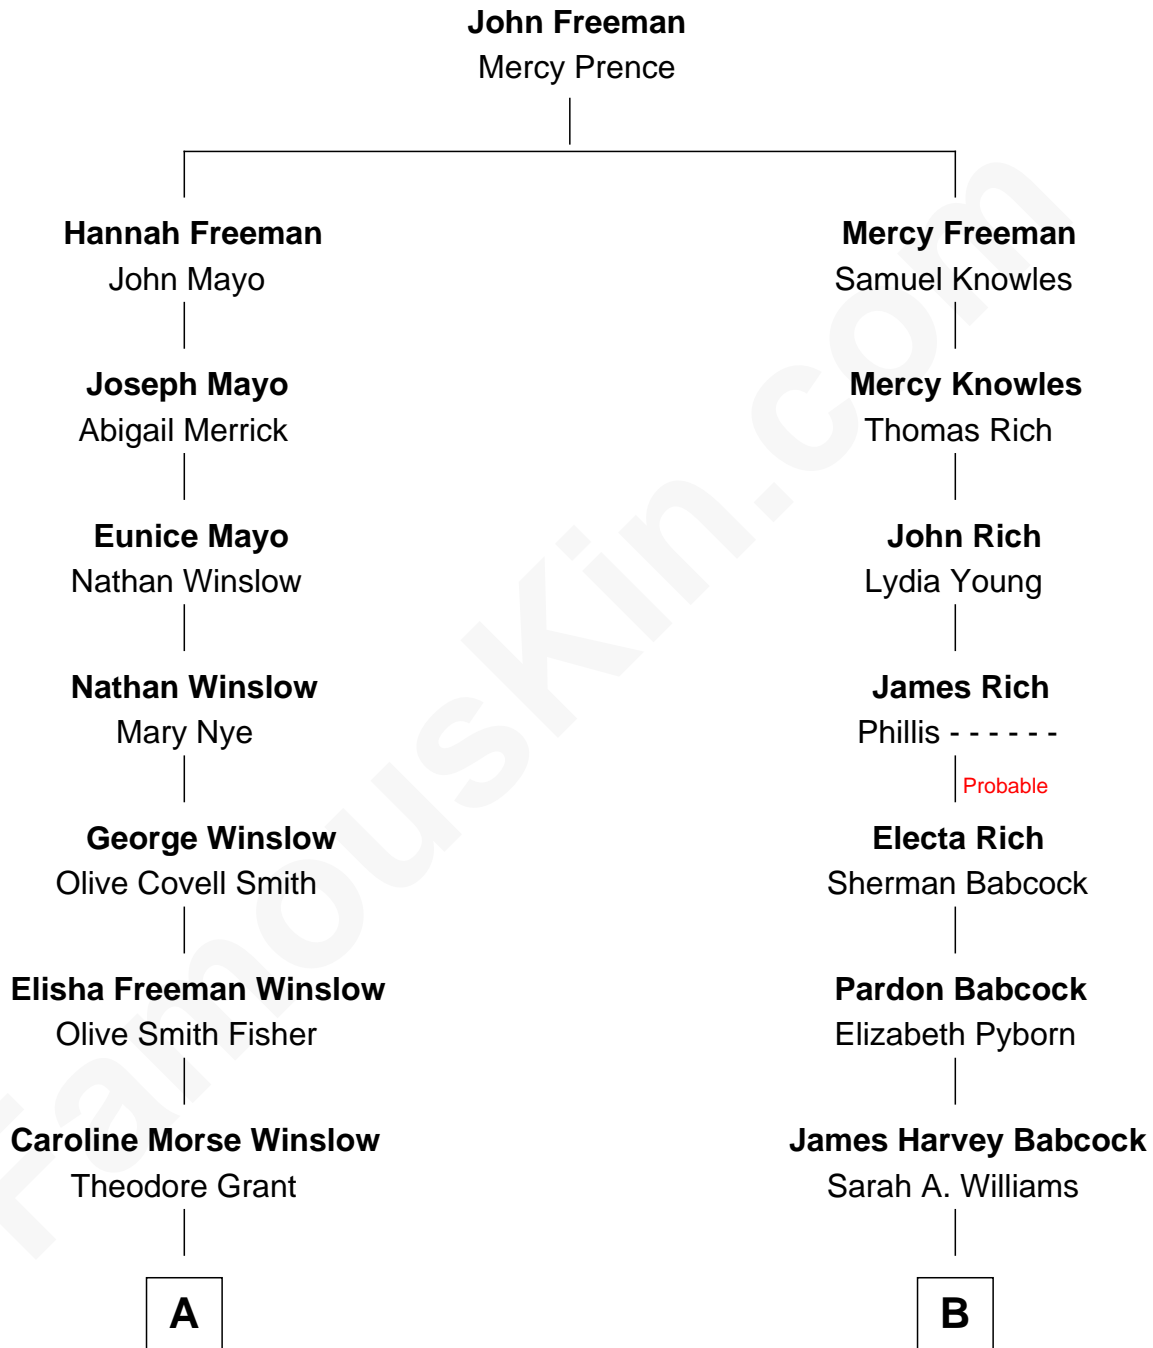 John Freeman
Mercy Prence
Hannah Freeman
John Mayo
Mercy Freeman
Samuel Knowles
Joseph Mayo
Abigail Merrick
Mercy Knowles
Thomas Rich
Eunice Mayo
Nathan Winslow
John Rich
Lydia Young
Nathan Winslow
Mary Nye
James Rich
Phillis - - - - - -
Probable
George Winslow
Olive Covell Smith
Electa Rich
Sherman Babcock
Elisha Freeman Winslow
Olive Smith Fisher
Pardon Babcock
Elizabeth Pyborn
Caroline Morse Winslow
Theodore Grant
James Harvey Babcock
Sarah A. Williams
A
B
FamousKin.com